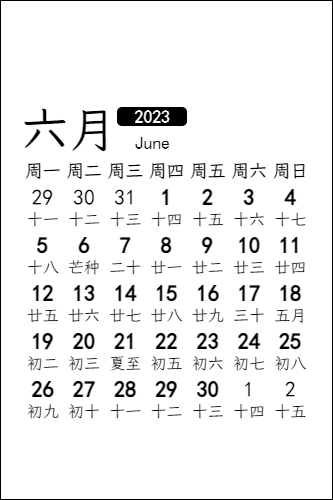 六月 2023
June
周一 周二 周三 周四 周五 周六 周日
29 30 31 1 2 3 4
十一 十二 十三 十四 十五 十六 十七
5 6 7 8 9 10 11
十八 芒种 二十 廿一 廿二 廿三 廿四
12 13 14 15 16 17 18
廿五 廿六 廿七 廿八 廿九 三十 五月
19 20 21 22 23 24 25
初二 初三 夏至 初五 初六 初七 初八
26 27 28 29 30 1 2
初九 初十 十一 十二 十三 十四 十五